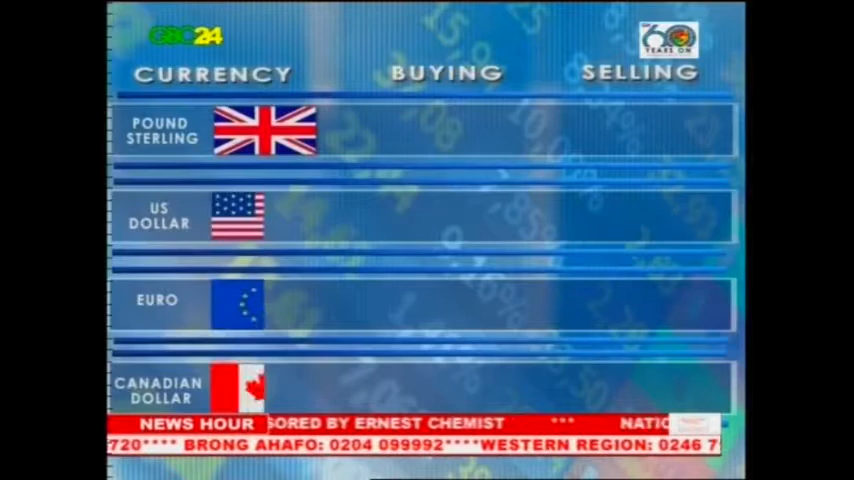 GBC24
60
YEARS ON
CURRENCY BUYING SELLING
POUND
STERLING
US
DOLLAR
EURO
CANADIAN
DOLLAR
NEWS HOUR SORED BY ERNEST CHEMIST *** NATIO
720**** BRONG AHAFO: 0204 099992****WESTERN REGION: 0246 7